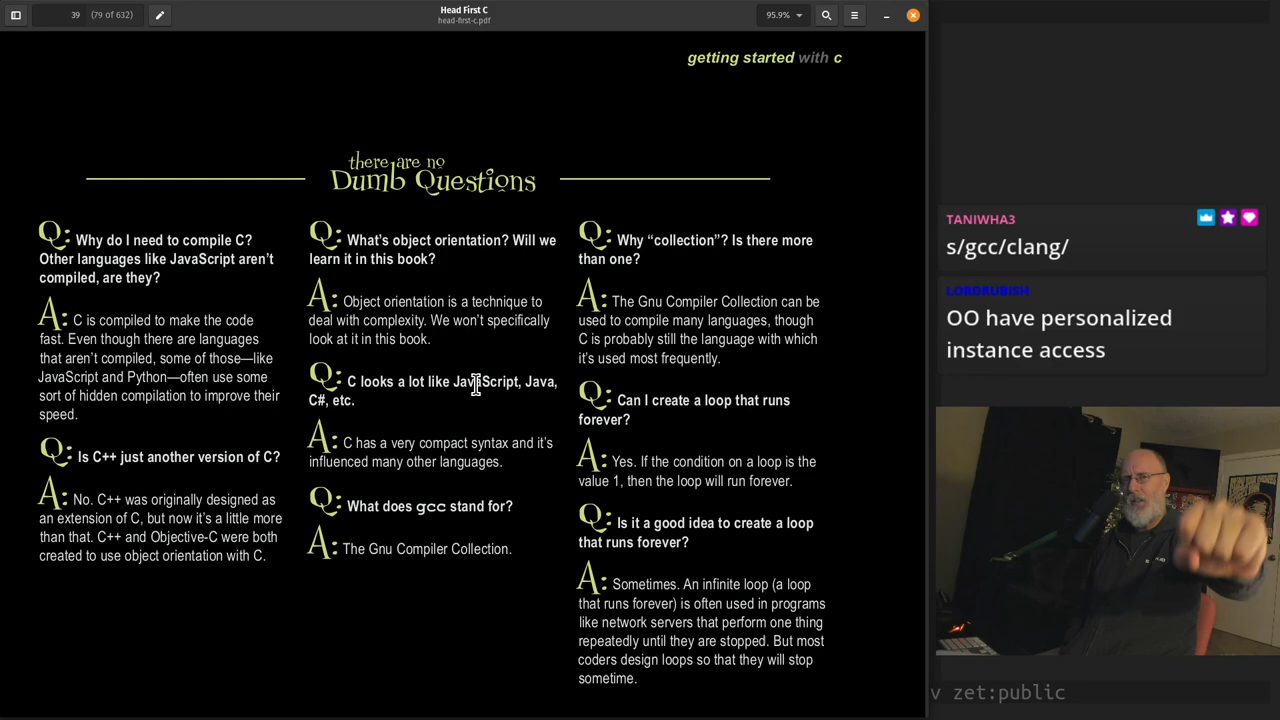 39 (79 of 632)
Head First C
head-first-c.pdf
95.9%
getting started with c
there are no
Dumb Questions
Q: Why do I need to compile C?
Other languages like JavaScript aren't
compiled, are they?
A: C is compiled to make the code
fast. Even though there are languages
that aren't compiled, some of those—like
JavaScript and Python—often use some
sort of hidden compilation to improve their
speed.
Q: Is C++ just another version of C?
A: No. C++ was originally designed as
an extension of C, but now it's a little more
than that. C++ and Objective-C were both
created to use object orientation with C.
Q: What's object orientation? Will we
learn it in this book?
A: Object orientation is a technique to
deal with complexity. We won't specifically
look at it in this book.
Q: C looks a lot like JavaScript, Java,
C#, etc.
A: C has a very compact syntax and it's
influenced many other languages.
Q: What does gcc stand for?
A: The Gnu Compiler Collection.
Q: Why “collection”? Is there more
than one?
A: The Gnu Compiler Collection can be
used to compile many languages, though
C is probably still the language with which
it's used most frequently.
Q: Can I create a loop that runs
forever?
A: Yes. If the condition on a loop is the
value 1, then the loop will run forever.
Q: Is it a good idea to create a loop
that runs forever?
A: Sometimes. An infinite loop (a loop
that runs forever) is often used in programs
like network servers that perform one thing
repeatedly until they are stopped. But most
coders design loops so that they will stop
sometime.
TANIWHA3
s/gcc/clang/
LORDRUBISH
OO have personalized
instance access
v zet:public